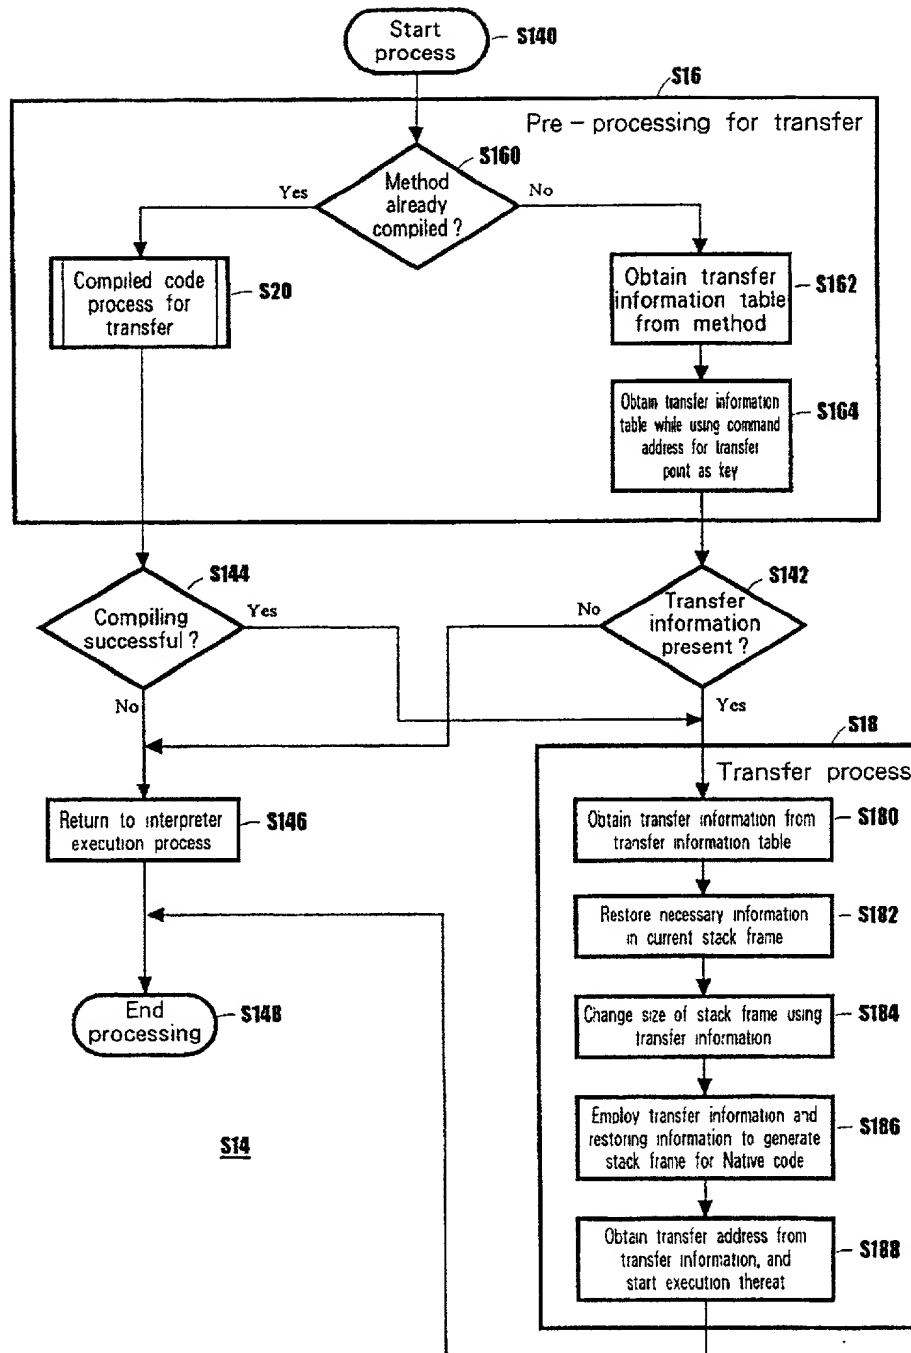 Start
process
S140
S16
Pre-processing for transfer
S160
Method
already
compiled?
Yes
No
Compiled code
process for
transfer
S20
Obtain transfer
information table
from method
S162
Obtain transfer information
table while using command
address for transfer
point as key
S164
S144
Compiling
successful?
Yes
No
S142
Transfer
information
present?
No
Yes
S18
Transfer process
Return to interpreter
execution process
S146
Obtain transfer information from
transfer information table
S180
Restore necessary information
in current stack frame
S182
End
processing
S148
Change size of stack frame using
transfer information
S184
Employ transfer information and
restoring information to generate
stack frame for Native code
S186
S14
Obtain transfer address from
transfer information, and
start execution thereat
S188